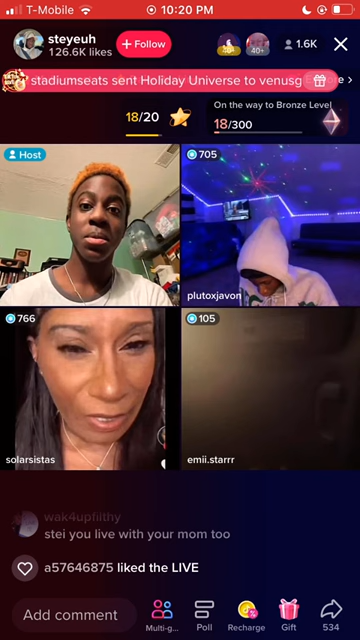 T-Mobile
10:20 PM
steyeuh
126.6K likes
+ Follow
40+
1.6K
stadiumseats sent Holiday Universe to venusg
18/20
On the way to Bronze Level
18/300
Host
705
plutoxjavon
766
solarsistas
105
emii.starrr
wak4upfilthy
stei you live with your mom too
a57646875 liked the LIVE
Add comment
Multi-g...
Poll
Recharge
Gift
534